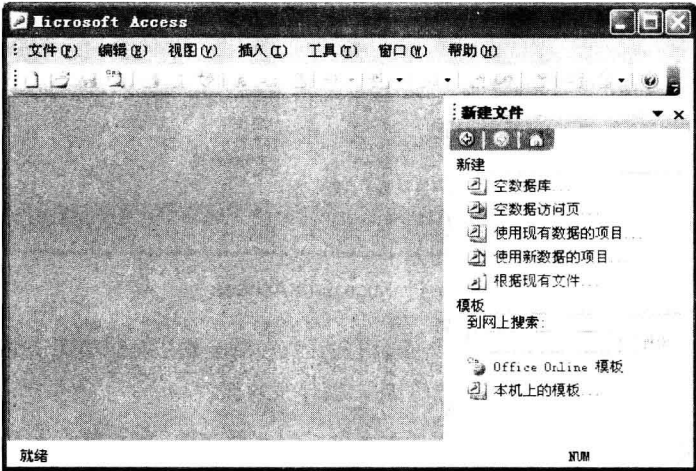 Microsoft Access
文件(F) 编辑(E) 视图(V) 插入(I) 工具(T) 窗口(W) 帮助(H)
新建文件
新建
空数据库...
空数据访问页...
使用现有数据的项目...
使用新数据的项目...
根据现有文件...
模板
到网上搜索:
Office Online 模板
本机上的模板...
就绪 NUM